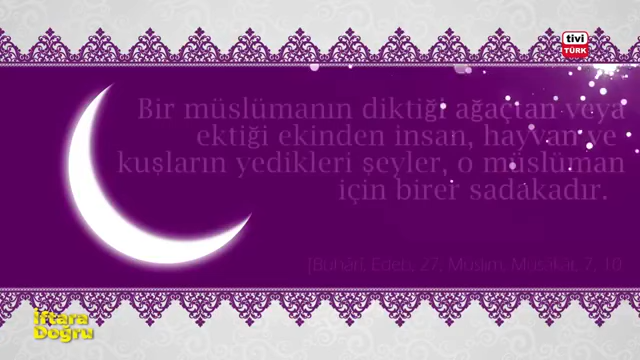 tivi
TÜRK
Bir müslümanın diktiği ağaçtan veya
ektiği ekinden insan, hayvan ve
kuşların yedikleri şeyler, o müslüman
için birer sadakadır.
[Buhârî, Edeb, 27; Müslim, Müsâkât, 7, 10
İftara
Doğru